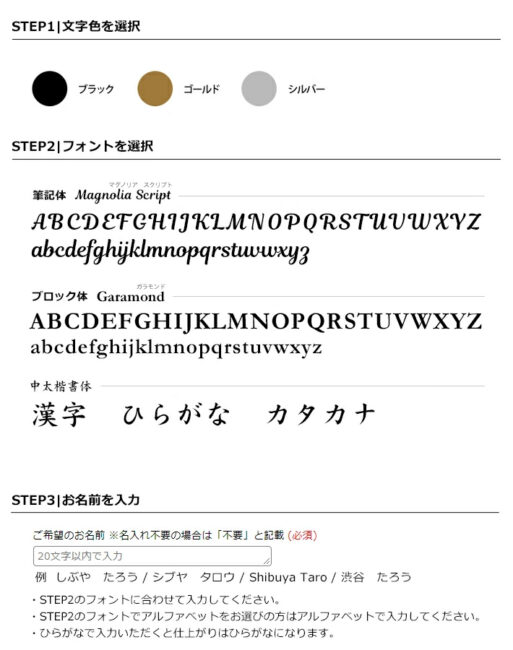 STEP1|文字色を選択
ブラック ゴールド シルバー
STEP2|フォントを選択
マグノリア スクリプト
筆記体 Magnolia Script
ABCDEFGHIJKLMNOPQRSTUVWXYZ
abcdefghijklmnopqrstuvwxyz
ガラモンド
ブロック体 Garamond
ABCDEFGHIJKLMNOPQRSTUVWXYZ
abcdefghijklmnopqrstuvwxyz
中太楷書体
漢字 ひらがな カタカナ
STEP3|お名前を入力
ご希望のお名前 ※名入れ不要の場合は「不要」と記載 (必須)
20文字以内で入力
例 しぶや たろう / シブヤ タロウ / Shibuya Taro / 渋谷 たろう
・STEP2のフォントに合わせて入力してください。
・STEP2のフォントでアルファベットをお選びの方はアルファベットで入力してください。
・ひらがなで入力いただくと仕上がりはひらがなになります。